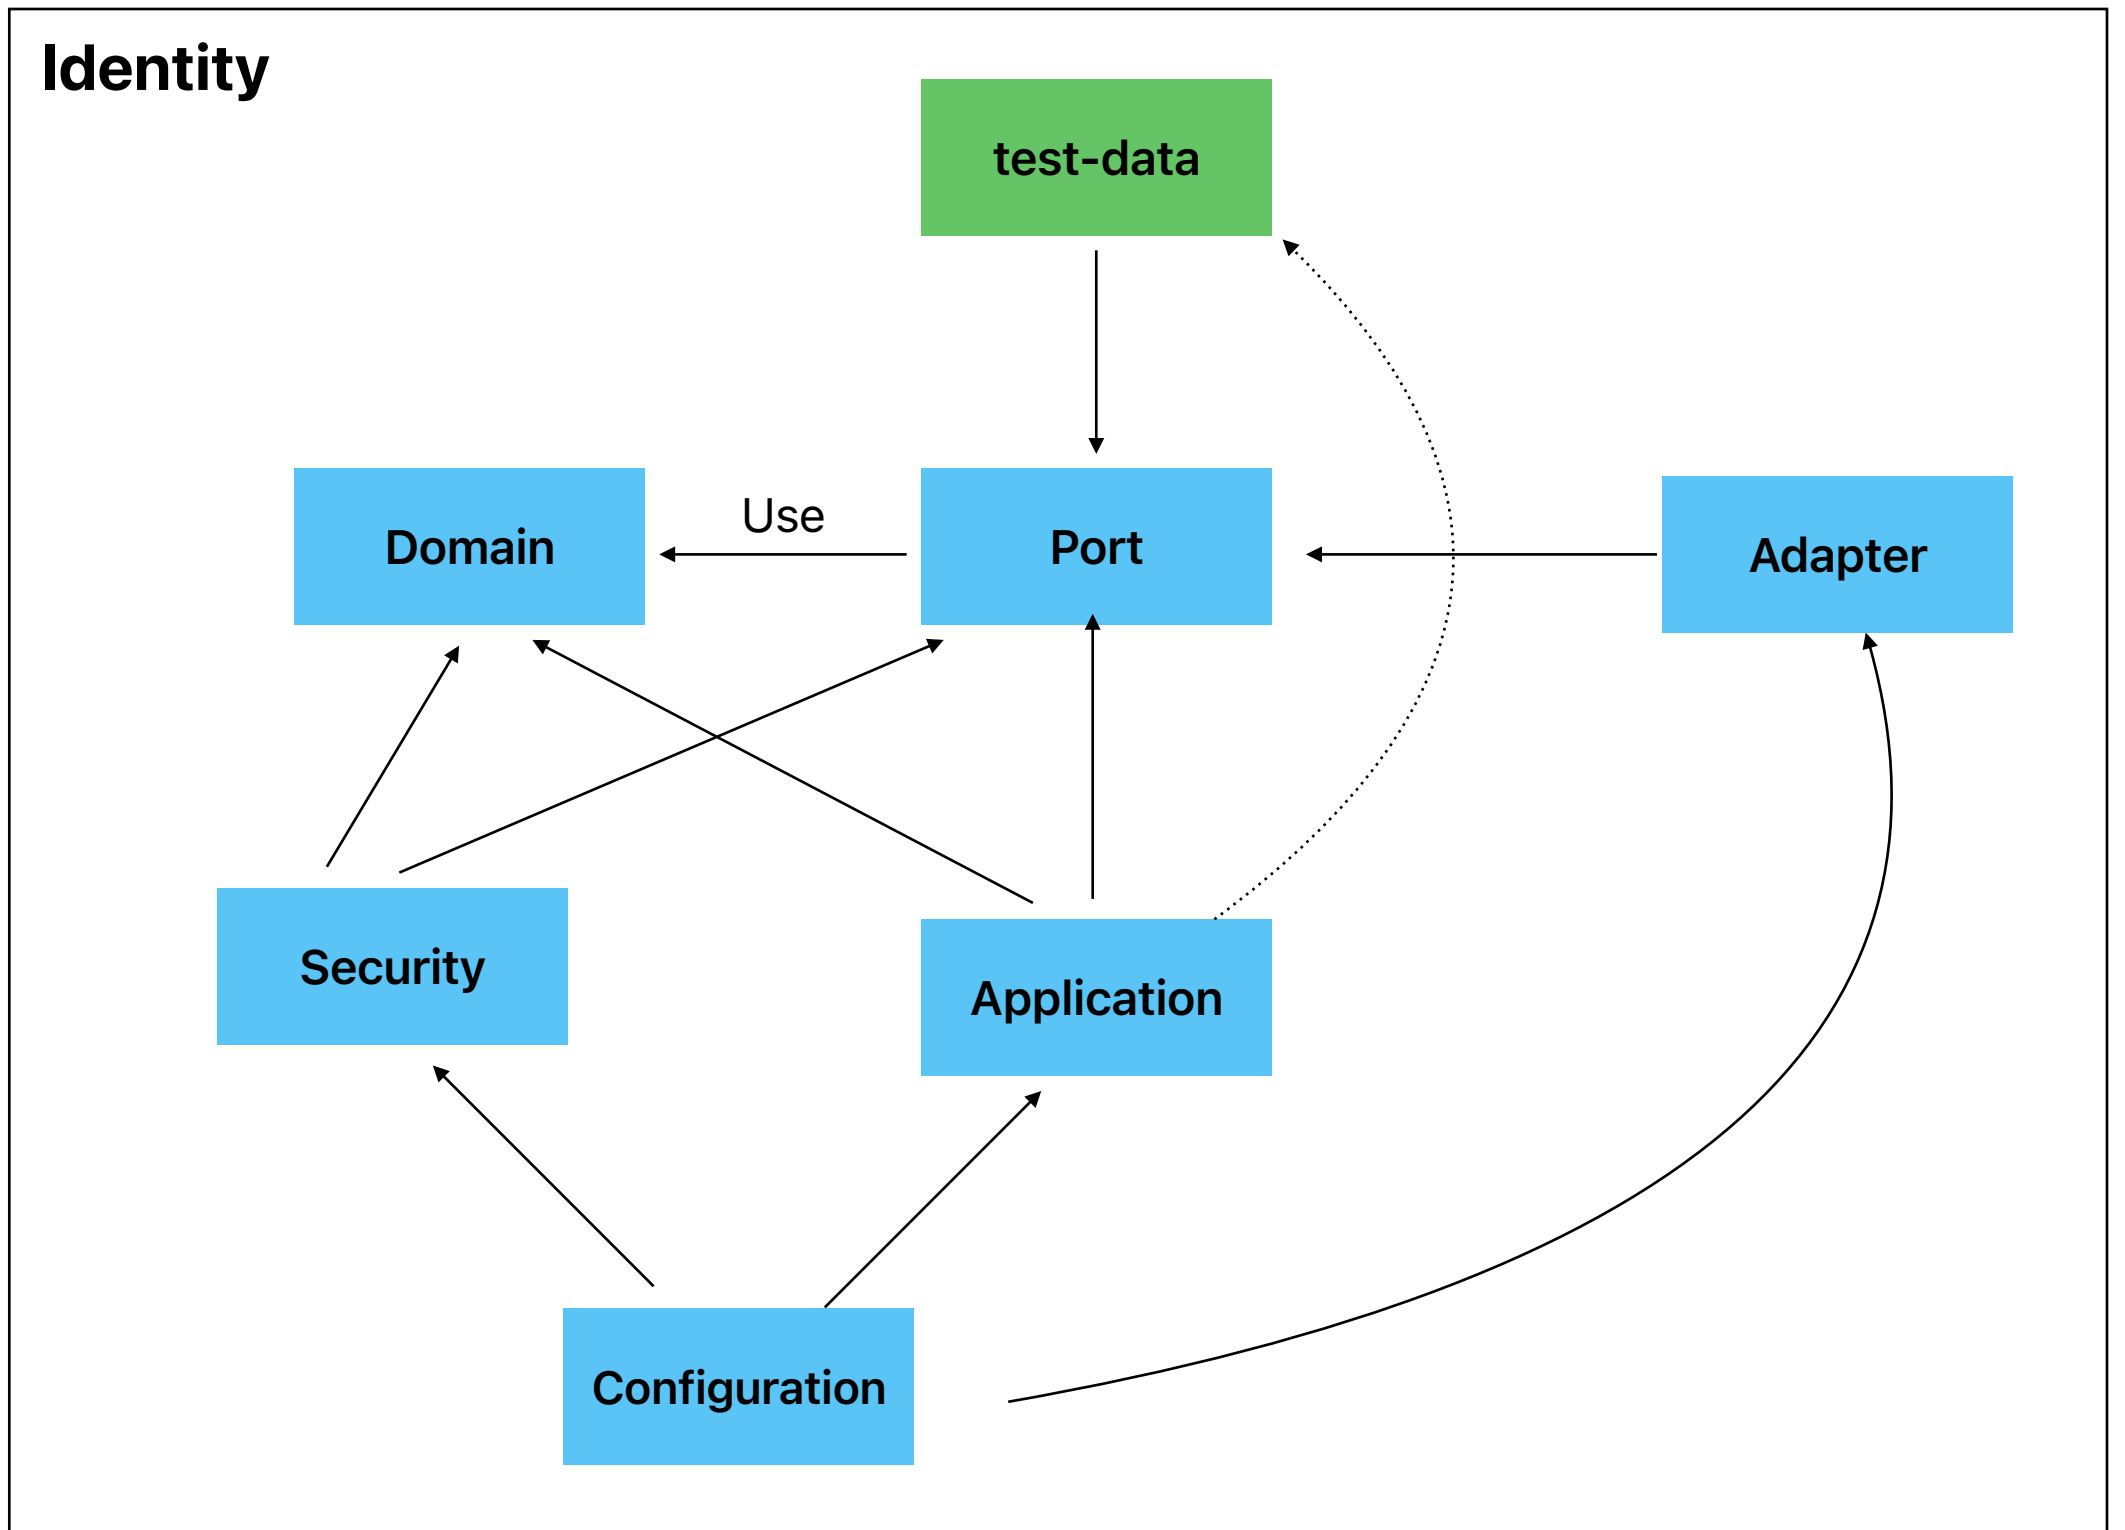 Identity
test-data
Domain
Use
Port
Adapter
Security
Application
Configuration